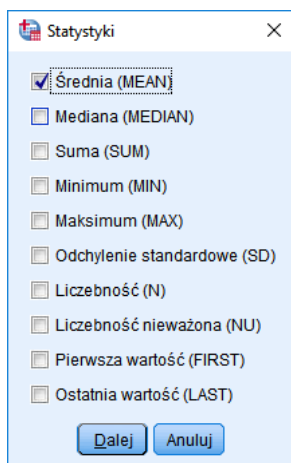 Statystyki
Średnia (MEAN)
Mediana (MEDIAN)
Suma (SUM)
Minimum (MIN)
Maksimum (MAX)
Odchylenie standardowe (SD)
Liczebność (N)
Liczebność nieważona (NU)
Pierwsza wartość (FIRST)
Ostatnia wartość (LAST)
Dalej Anuluj